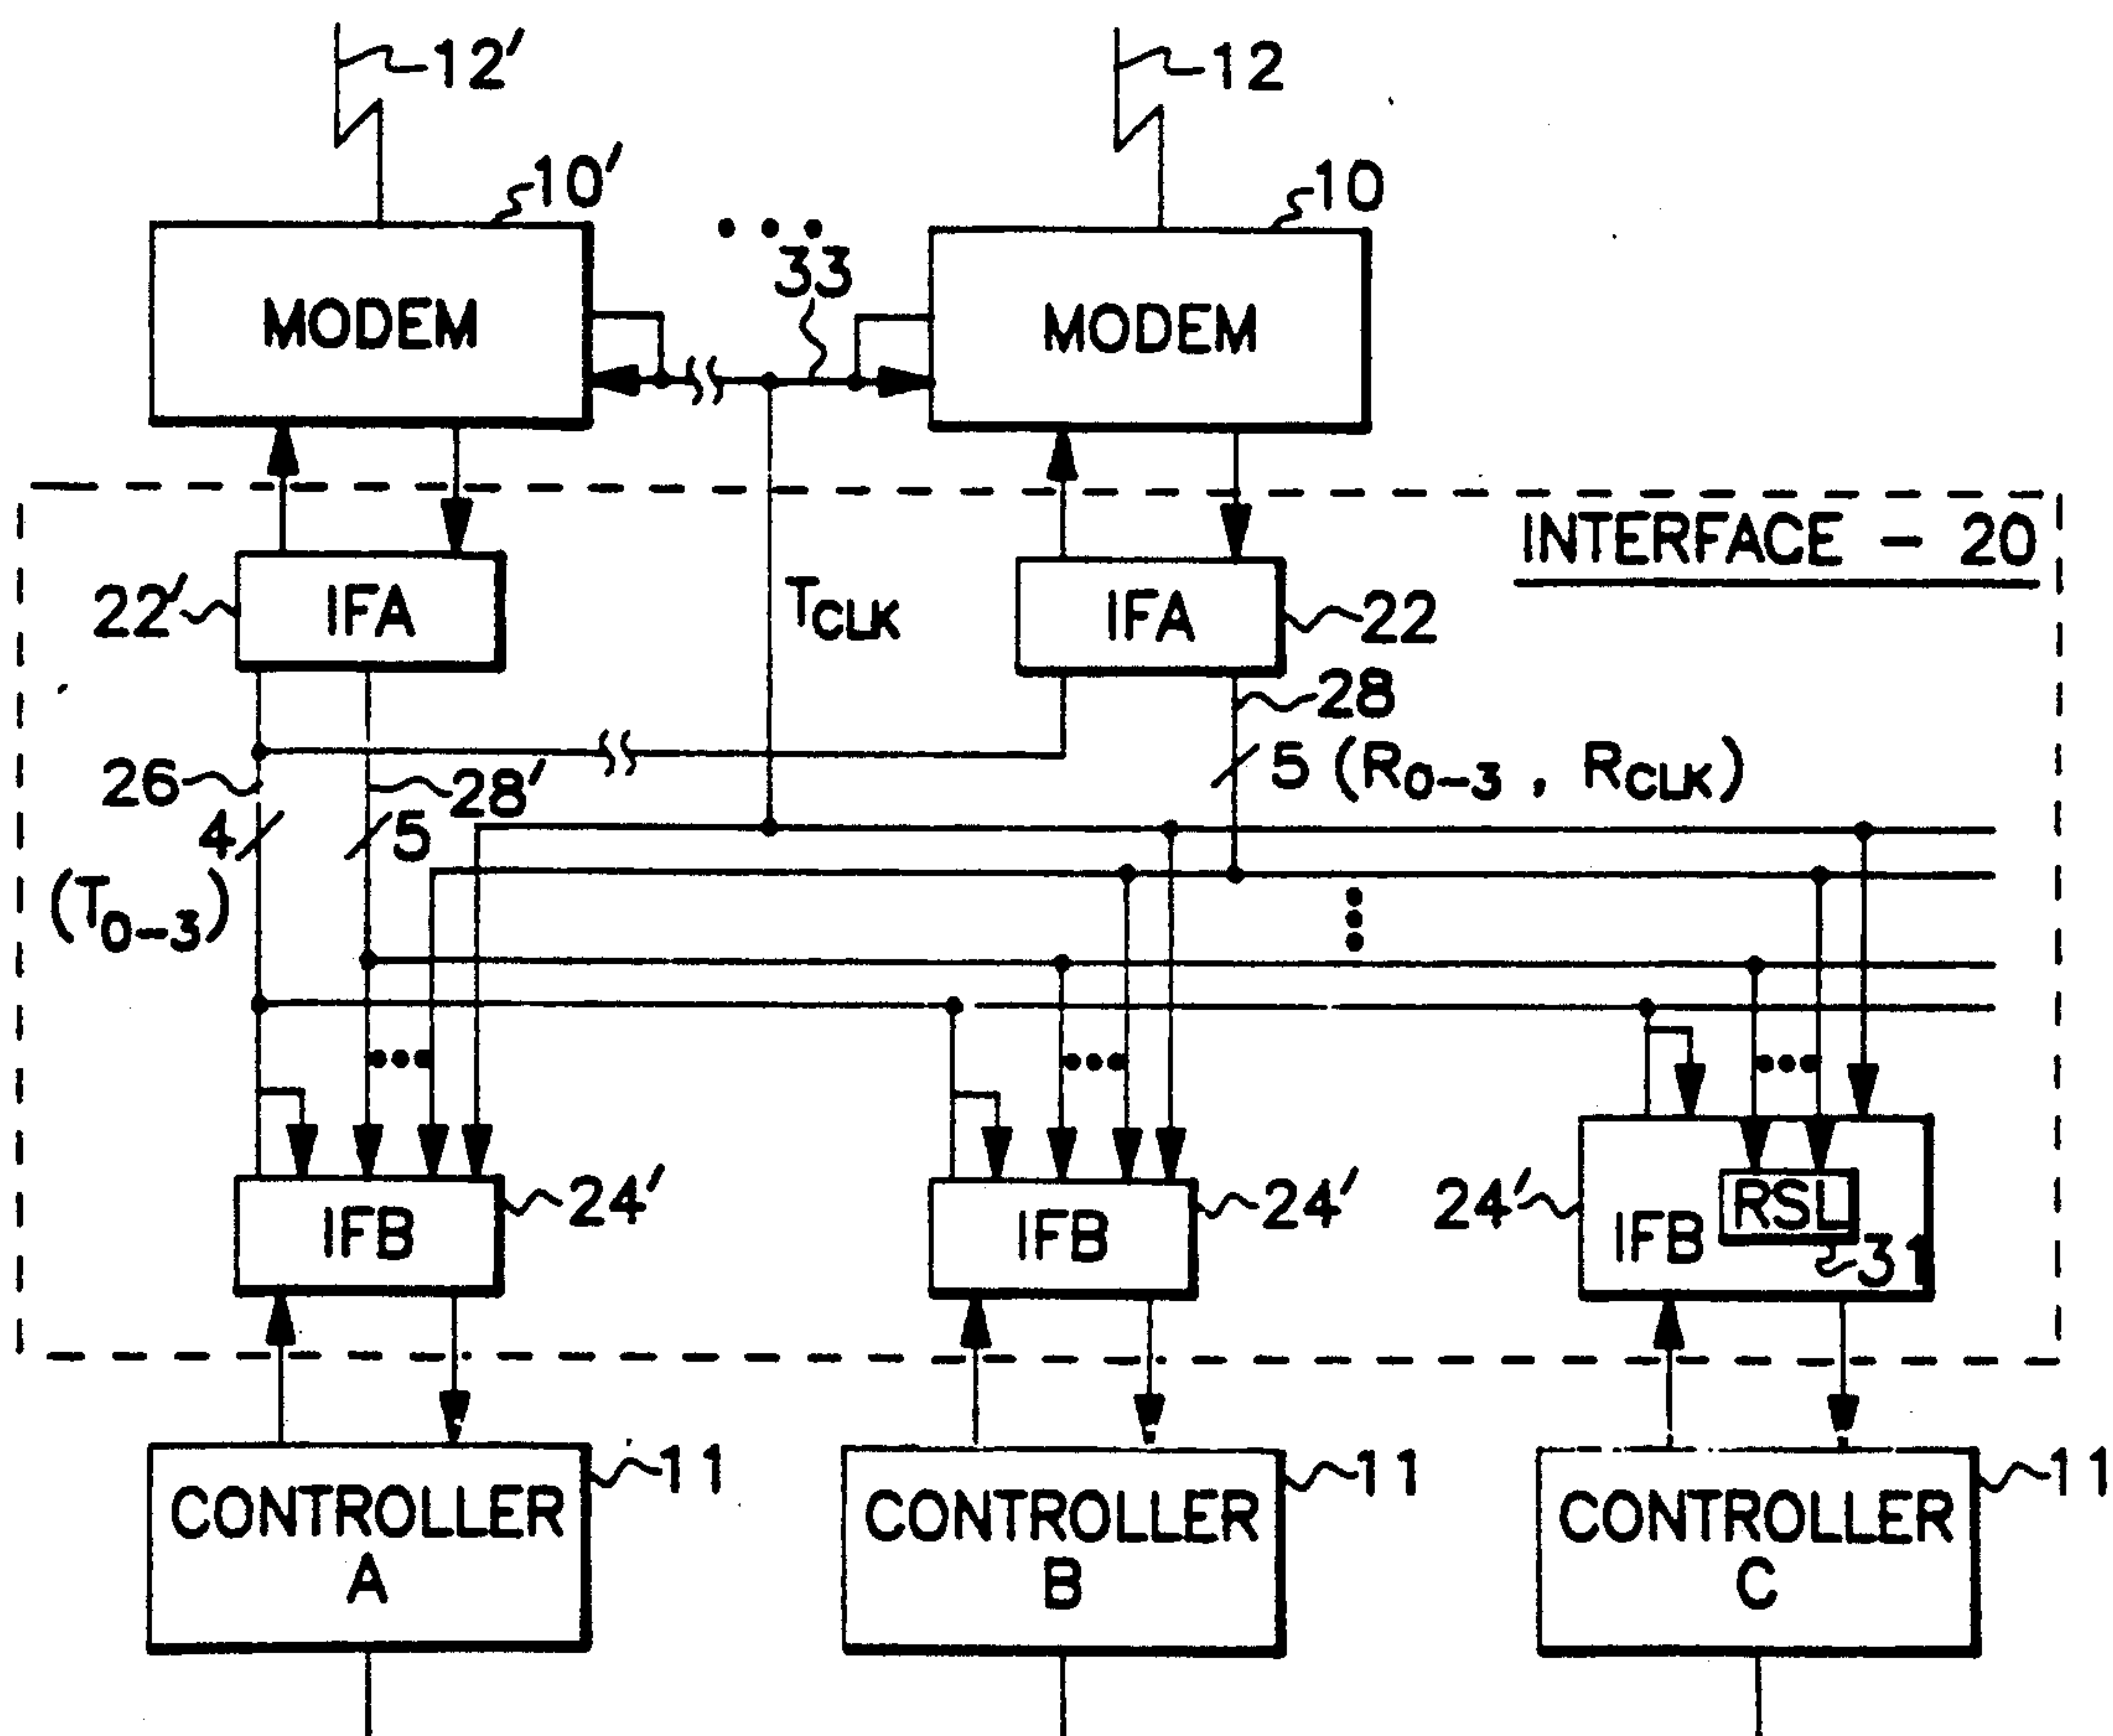 12'
12
10'
10
33
MODEM
MODEM
INTERFACE - 20
22'
IFA
TCLK
IFA
22
28
26
28'
5 (R0-3 , RCLK)
4
5
(T0-3)
24'
24'
24'
RSL
IFB
IFB
IFB
31
11
11
11
CONTROLLER
A
CONTROLLER
B
CONTROLLER
C